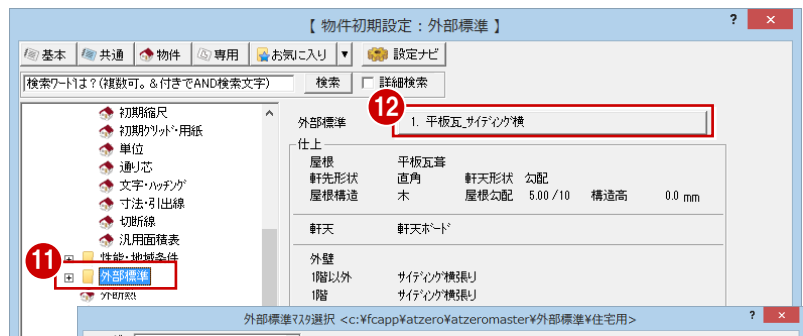 【 物件初期設定：外部標準 】 ? x
基本 共通 物件 専用 お気に入り ▼ 設定ナビ
検索ワードは？(複数可。&付きでAND検索文字) 検索 詳細検索
初期縮尺
初期グリッド・用紙
単位
通り芯
文字・ハッチング
寸法・引出線
切断線
汎用面積表
性能・地域条件
11 外部標準
外部標準 12 1. 平板瓦_サイディング横
仕上
屋根 平板瓦葺
軒先形状 直角 軒天形状 勾配
屋根構造 木 屋根勾配 5.00 /10 構造高 0.0 mm
軒天 軒天ボード
外壁
1階以外 サイディング横張り
1階 サイディング横張り
外部標準マスタ選択 <c:¥fcapp¥atzero¥atzeromaster¥外部標準¥住宅用> ? x